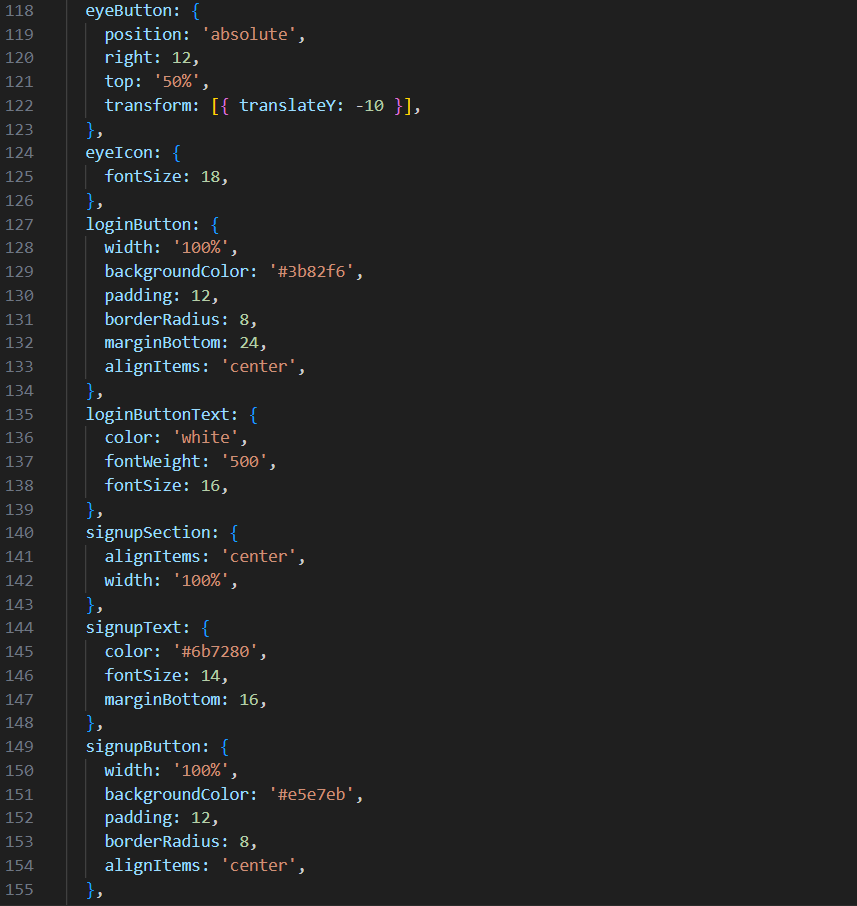 118 eyeButton: {
119 position: 'absolute',
120 right: 12,
121 top: '50%',
122 transform: [{ translateY: -10 }],
123 },
124 eyeIcon: {
125 fontSize: 18,
126 },
127 loginButton: {
128 width: '100%',
129 backgroundColor: '#3b82f6',
130 padding: 12,
131 borderRadius: 8,
132 marginBottom: 24,
133 alignItems: 'center',
134 },
135 loginButtonText: {
136 color: 'white',
137 fontWeight: '500',
138 fontSize: 16,
139 },
140 signupSection: {
141 alignItems: 'center',
142 width: '100%',
143 },
144 signupText: {
145 color: '#6b7280',
146 fontSize: 14,
147 marginBottom: 16,
148 },
149 signupButton: {
150 width: '100%',
151 backgroundColor: '#e5e7eb',
152 padding: 12,
153 borderRadius: 8,
154 alignItems: 'center',
155 },